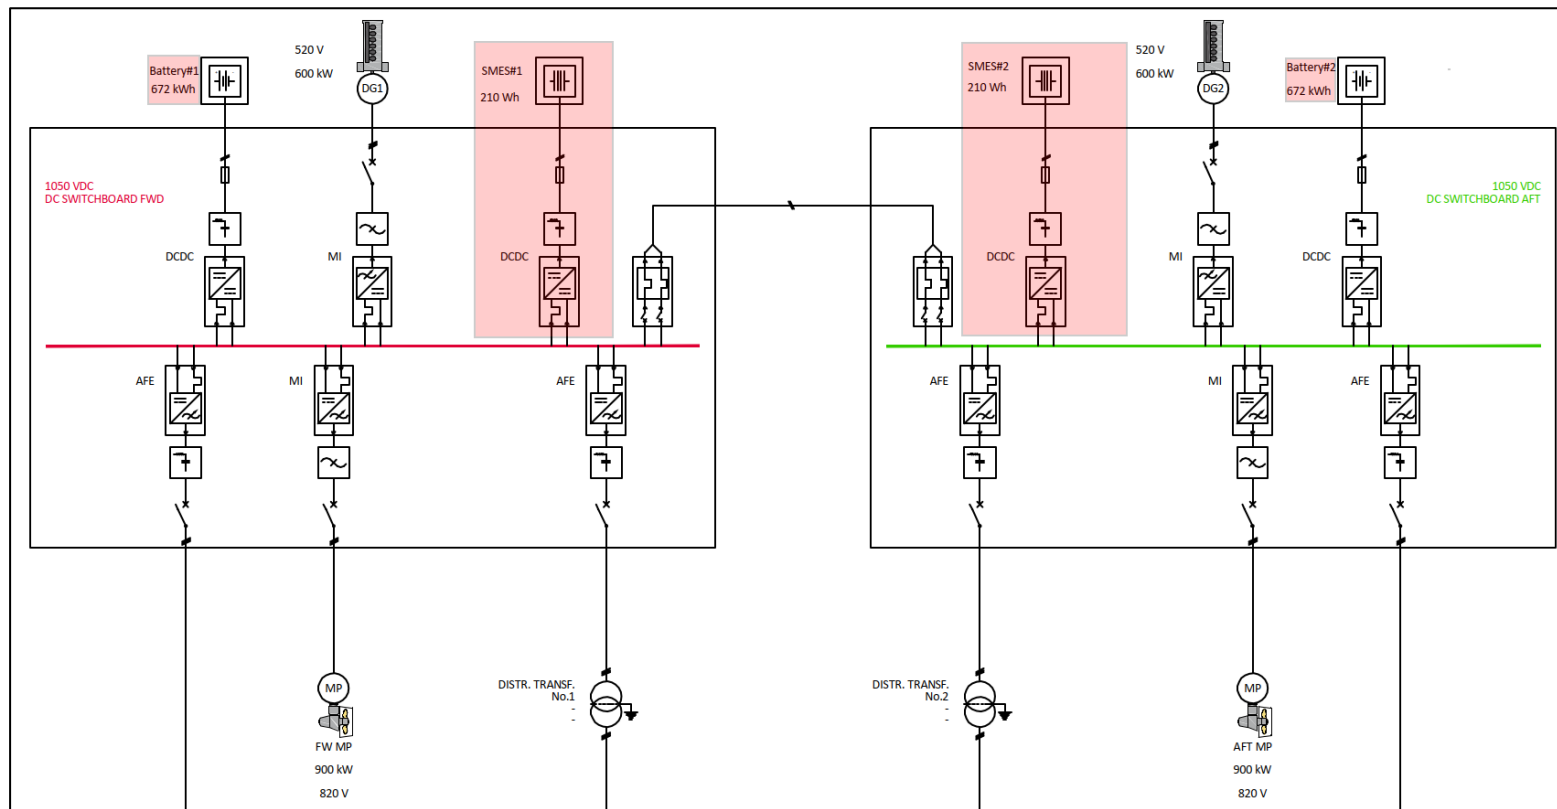 Battery#1
672 kWh
520 V
600 kW
DG1
SMES#1
210 Wh
SMES#2
210 Wh
520 V
600 kW
DG2
Battery#2
672 kWh
1050 VDC
DC SWITCHBOARD FWD
1050 VDC
DC SWITCHBOARD AFT
DCDC
MI
DCDC
DCDC
MI
DCDC
AFE
MI
AFE
AFE
MI
AFE
MP
FW MP
900 kW
820 V
DISTR. TRANSF.
No.1
-
-
DISTR. TRANSF.
No.2
-
-
MP
AFT MP
900 kW
820 V